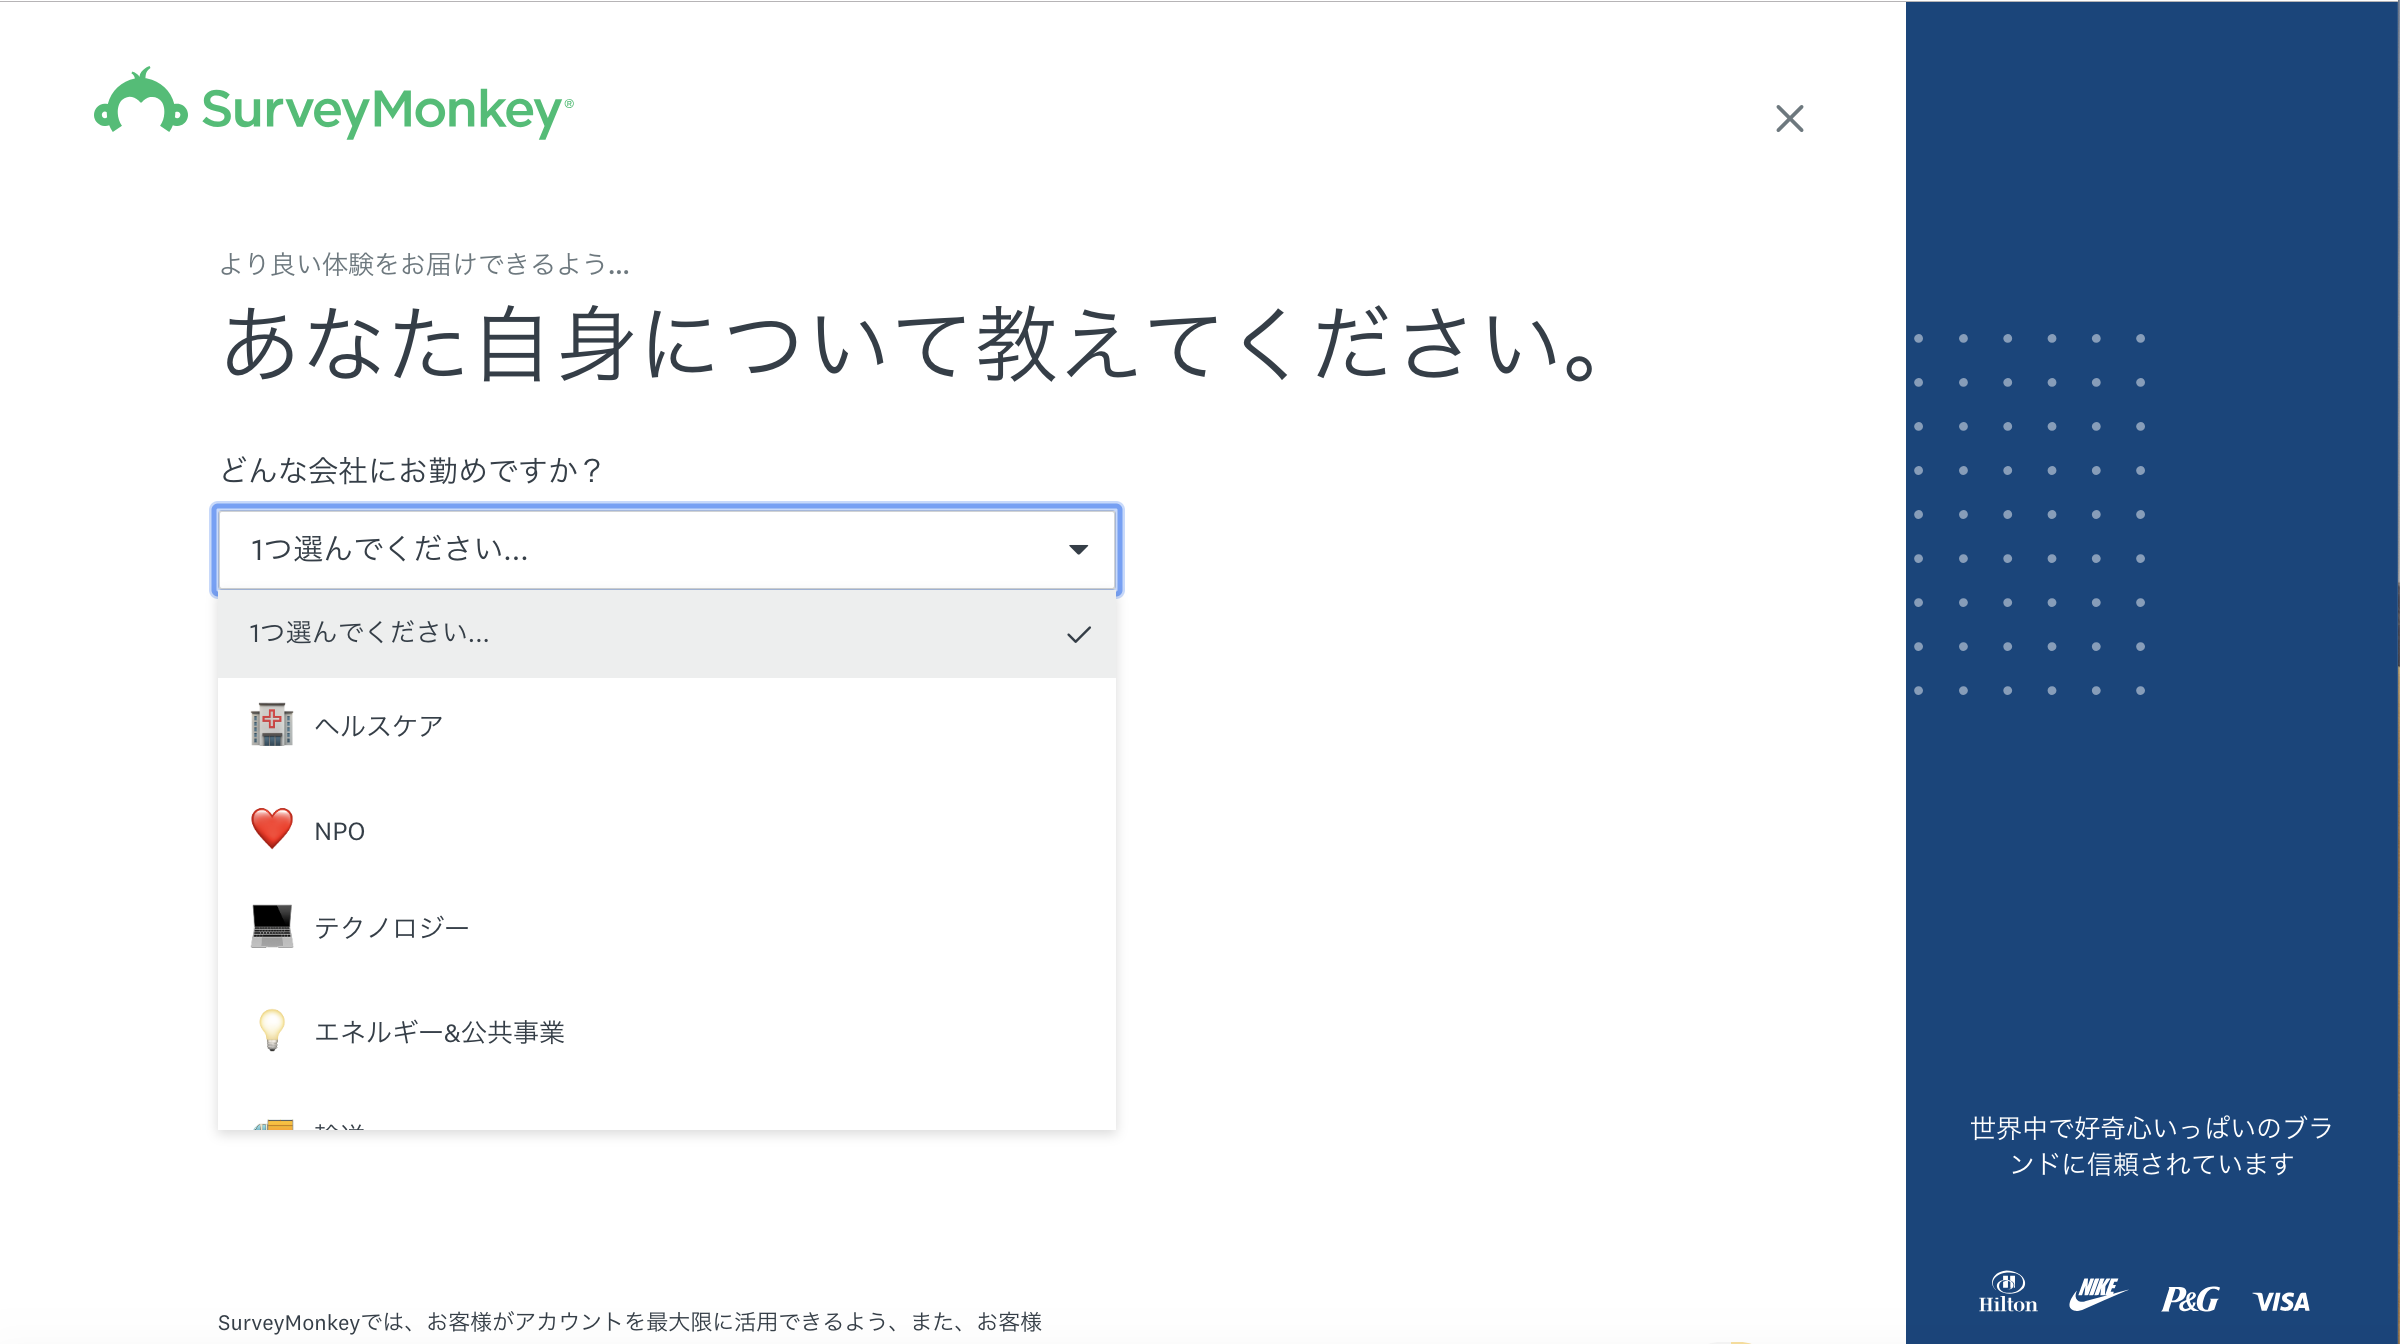 SurveyMonkey®
より良い体験をお届けできるよう...
あなた自身について教えてください。
どんな会社にお勤めですか？
1つ選んでください...
1つ選んでください...
ヘルスケア
NPO
テクノロジー
エネルギー&公共事業
SurveyMonkeyでは、お客様がアカウントを最大限に活用できるよう、また、お客様
世界中で好奇心いっぱいのブラ
ンドに信頼されています
Hilton
NIKE
P&G
VISA